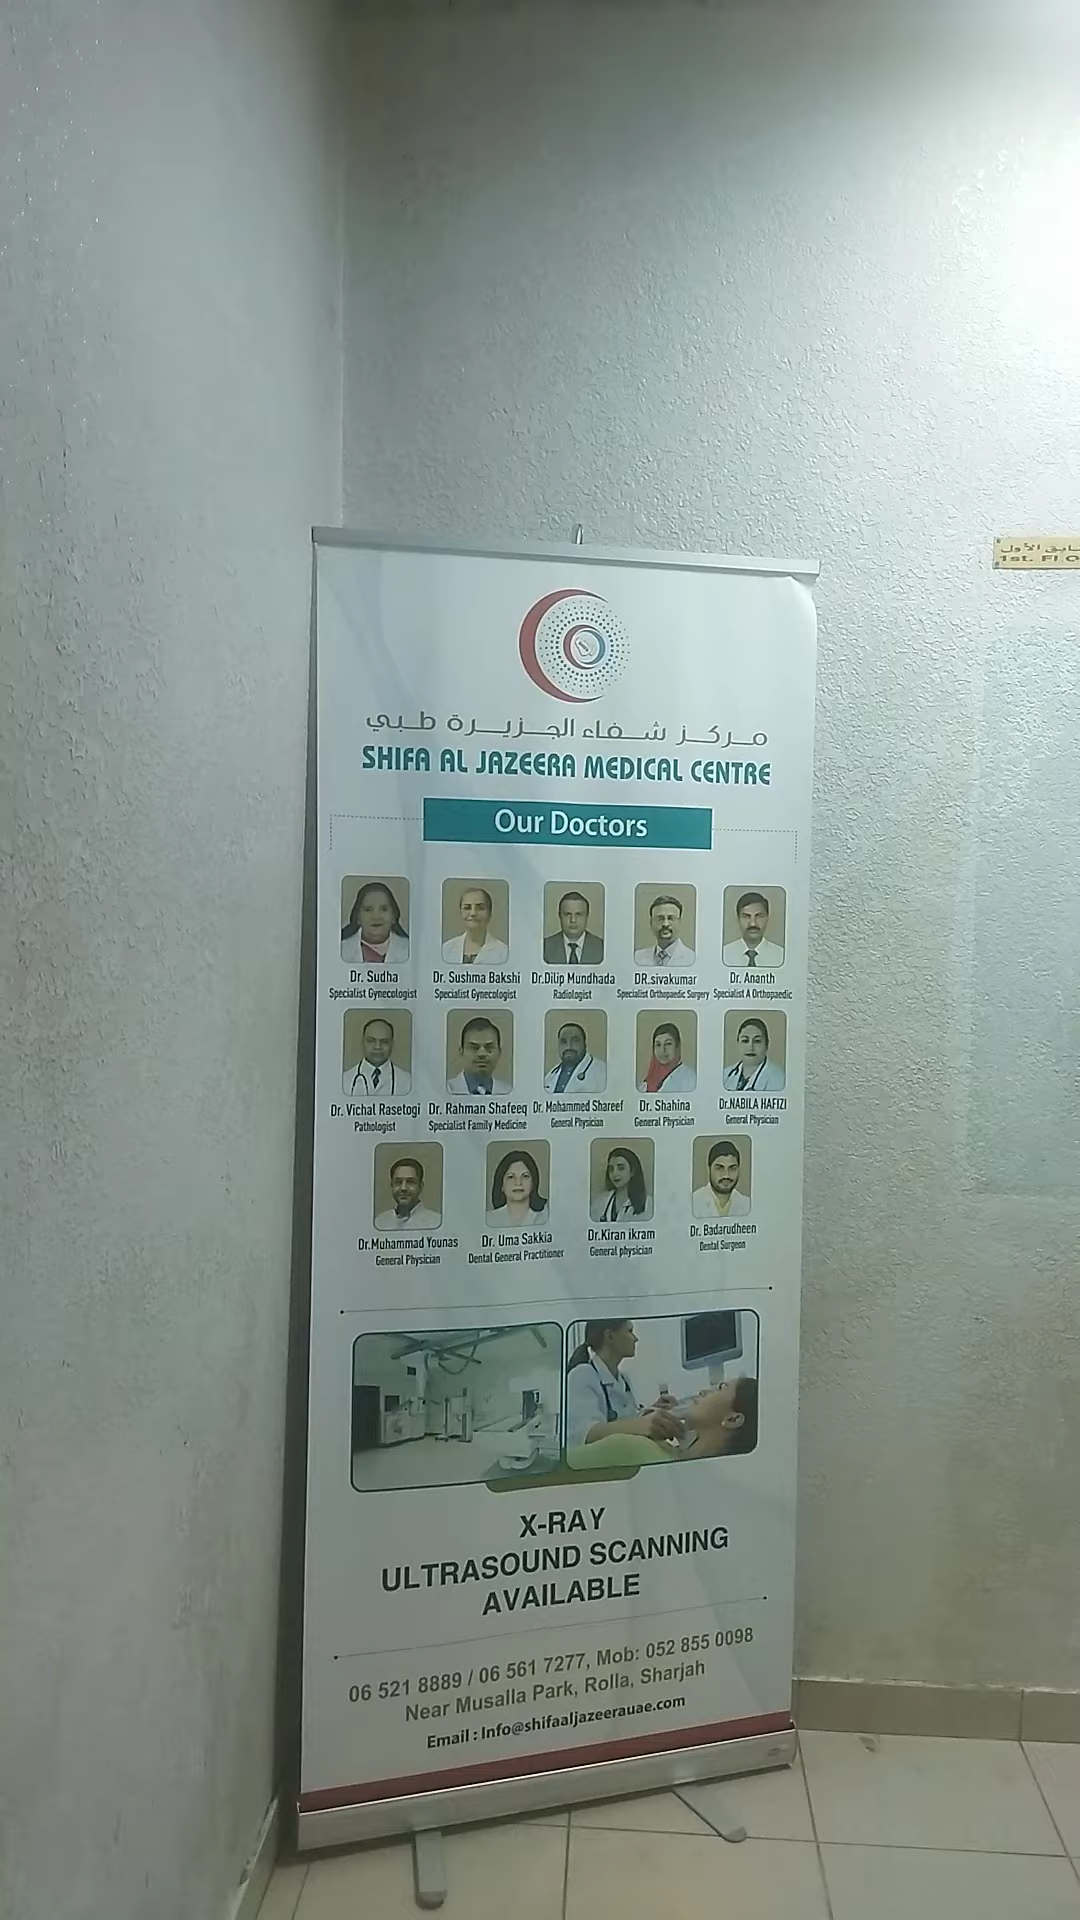 مركز شفاء الجزيرة طبي
SHIFA AL JAZEERA MEDICAL CENTRE
Our Doctors
Dr. Sudha
Specialist Gynecologist
Dr. Sushma Bakshi
Specialist Gynecologist
Dr.Dilip Mundhada
Radiologist
DR.sivakumar
Specialist Orthopaedic Surgery
Dr. Ananth
Specialist A Orthopaedic
Dr. Vichal Rasetogi
Pathologist
Dr. Rahman Shafeeq
Specialist Family Medicine
Dr. Mohammed Shareef
General Physician
Dr. Shahina
General Physician
Dr.NABILA HAFIZI
General Physician
Dr.Muhammad Younas
General Physician
Dr. Uma Sakkia
Dental General Practitioner
Dr.Kiran ikram
General physician
Dr. Badarudheen
Dental Surgeon
X-RAY
ULTRASOUND SCANNING
AVAILABLE
06 521 8889 / 06 561 7277, Mob: 052 855 0098
Near Musalla Park, Rolla, Sharjah
Email : Info@shifaaljazeerauae.com
الأول
1st. Fl